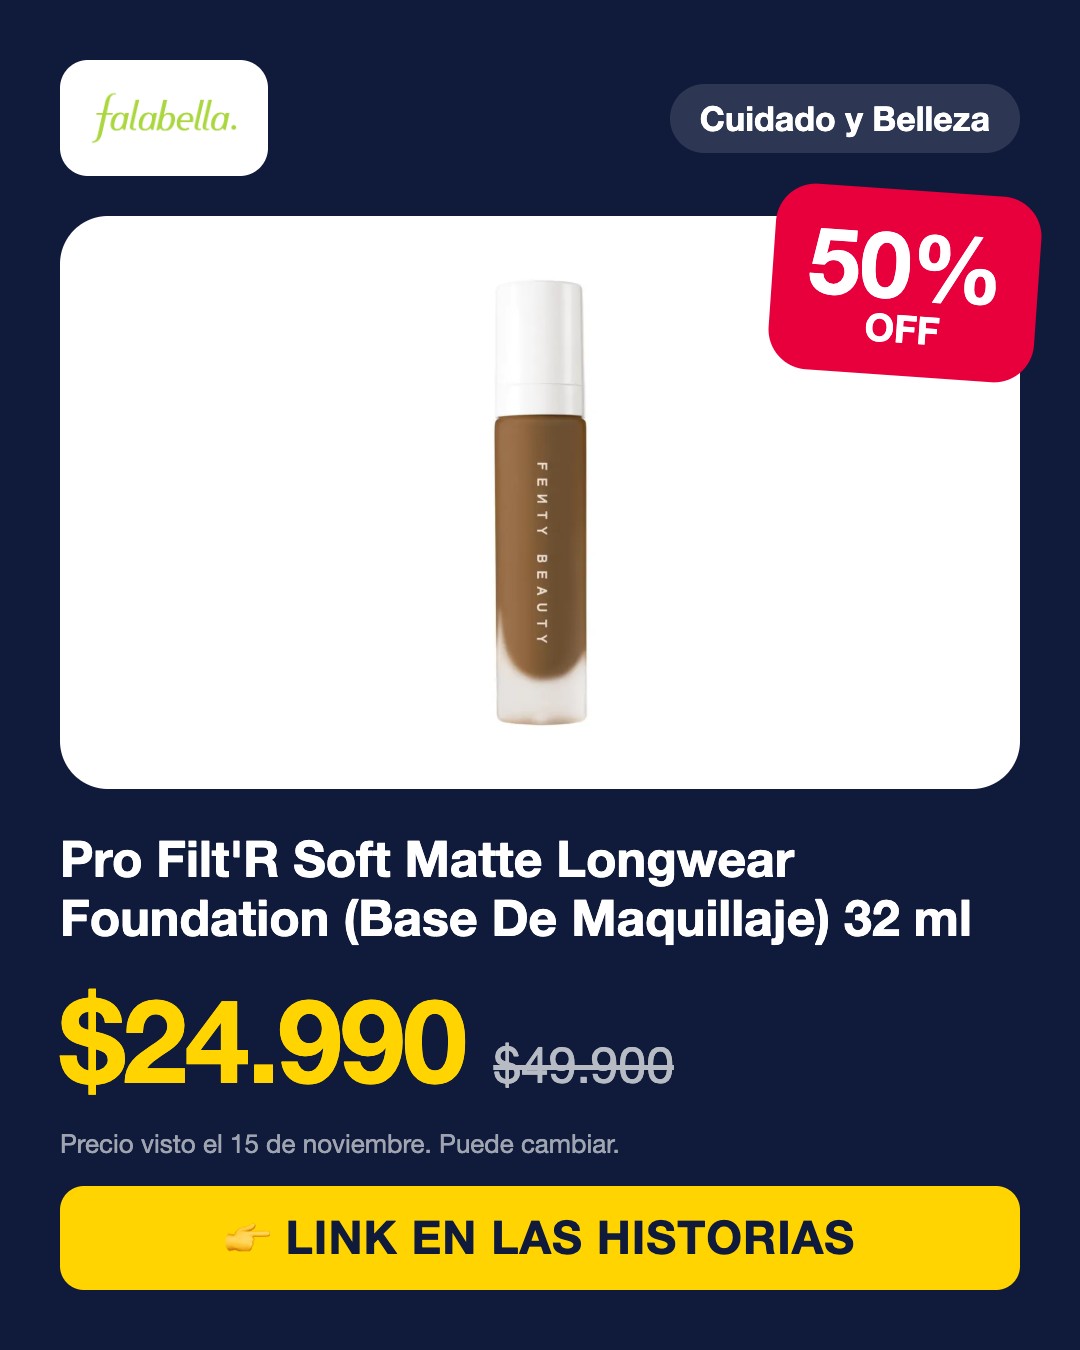 falabella.
Cuidado y Belleza
50%
OFF
FENTY BEAUTY
Pro Filt'R Soft Matte Longwear
Foundation (Base De Maquillaje) 32 ml
$24.990 $49.900
Precio visto el 15 de noviembre. Puede cambiar.
👉 LINK EN LAS HISTORIAS